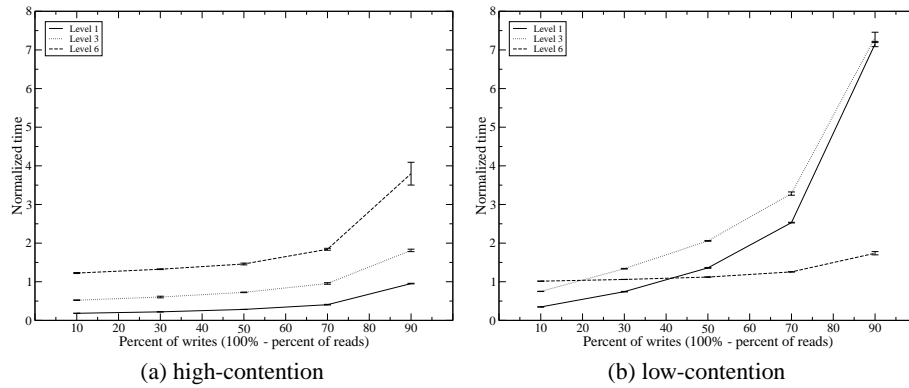 Level 1
Level 3
Level 6
Normalized time
8
7
6
5
4
3
2
1
0
10 20 30 40 50 60 70 80 90
Percent of writes (100% - percent of reads)
(a) high-contention
Level 1
Level 3
Level 6
Normalized time
8
7
6
5
4
3
2
1
0
10 20 30 40 50 60 70 80 90
Percent of writes (100% - percent of reads)
(b) low-contention